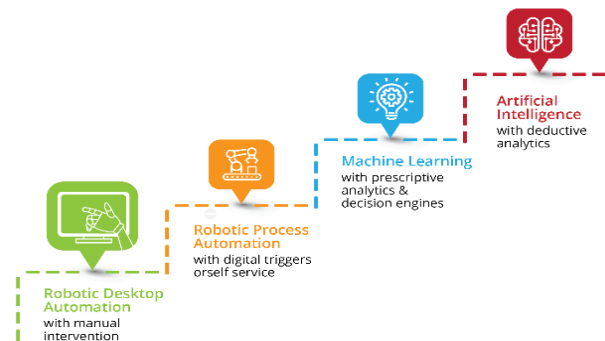 Artificial
Intelligence
with deductive
analytics
Machine Learning
with prescriptive
analytics &
decision engines
Robotic Process
Automation
with digital triggers
orself service
Robotic Desktop
Automation
with manual
intervention